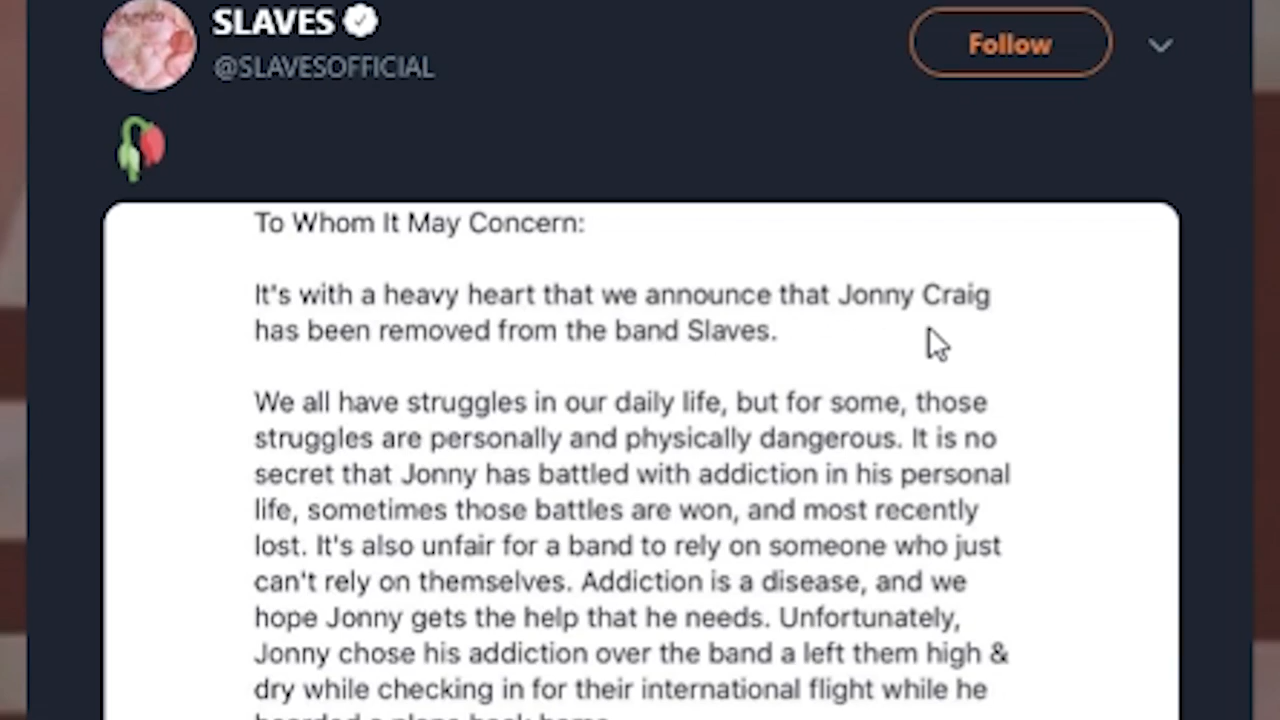 SLAVES
@SLAVESOFFICIAL
Follow
To Whom It May Concern:
It's with a heavy heart that we announce that Jonny Craig
has been removed from the band Slaves.
We all have struggles in our daily life, but for some, those
struggles are personally and physically dangerous. It is no
secret that Jonny has battled with addiction in his personal
life, sometimes those battles are won, and most recently
lost. It's also unfair for a band to rely on someone who just
can't rely on themselves. Addiction is a disease, and we
hope Jonny gets the help that he needs. Unfortunately,
Jonny chose his addiction over the band a left them high &
dry while checking in for their international flight while he